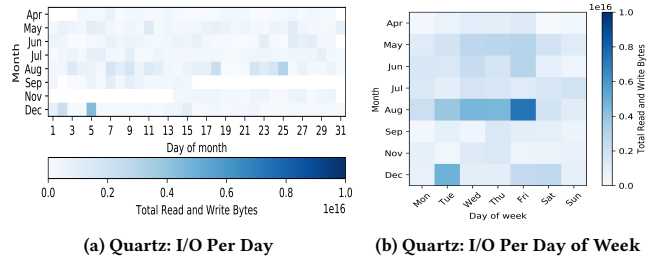 Apr
May
Jun
Jul
Aug
Sep
Nov
Dec
Month
1 3 5 7 9 11 13 15 17 19 21 23 25 27 29 31
Day of month
0.0 0.2 0.4 0.6 0.8 1.0
Total Read and Write Bytes 1e16
(a) Quartz: I/O Per Day
Apr
May
Jun
Jul
Aug
Sep
Nov
Dec
Month
Mon Tue Wed Thu Fri Sat Sun
Day of week
1e16
1.0
0.8
0.6
0.4
0.2
0.0
Total Read and Write Bytes
(b) Quartz: I/O Per Day of Week